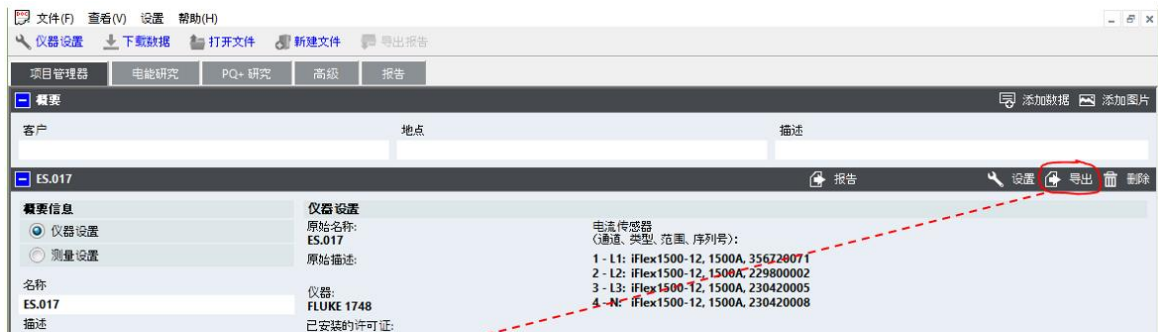 文件(F) 查看(V) 设置 帮助(H)
仪器设置 下载数据 打开文件 新建文件 导出报告
项目管理器 电能研究 PQ+ 研究 高级 报告
概要 添加数据 添加图片
客户 地点 描述
ES.017 报告 设置 导出 删除
概要信息 仪器设置
仪器设置 原始名称: 电流传感器
ES.017 (通道、类型、范围、序列号):
测量设置 原始描述: 1 - L1: iFlex1500-12, 1500A, 356720071
2 - L2: iFlex1500-12, 1500A, 229800002
名称 仪器: 3 - L3: iFlex1500-12, 1500A, 230420005
ES.017 FLUKE 1748 4 - N: iFlex1500-12, 1500A, 230420008
描述 已安装的许可证: